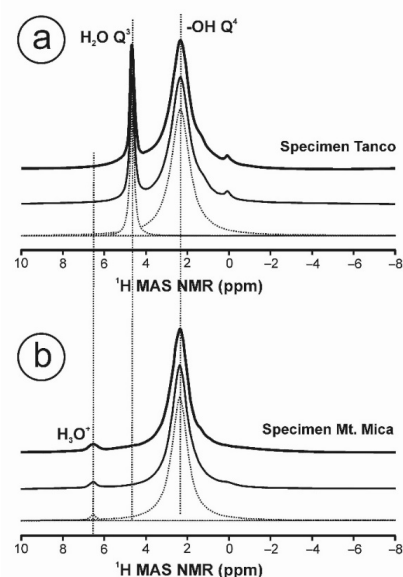 a
H₂O Q³
-OH Q⁴
Specimen Tanco
10 8 6 4 2 0 –2 –4 –6 –8
¹H MAS NMR (ppm)
b
H₃O⁺
Specimen Mt. Mica
10 8 6 4 2 0 –2 –4 –6 –8
¹H MAS NMR (ppm)